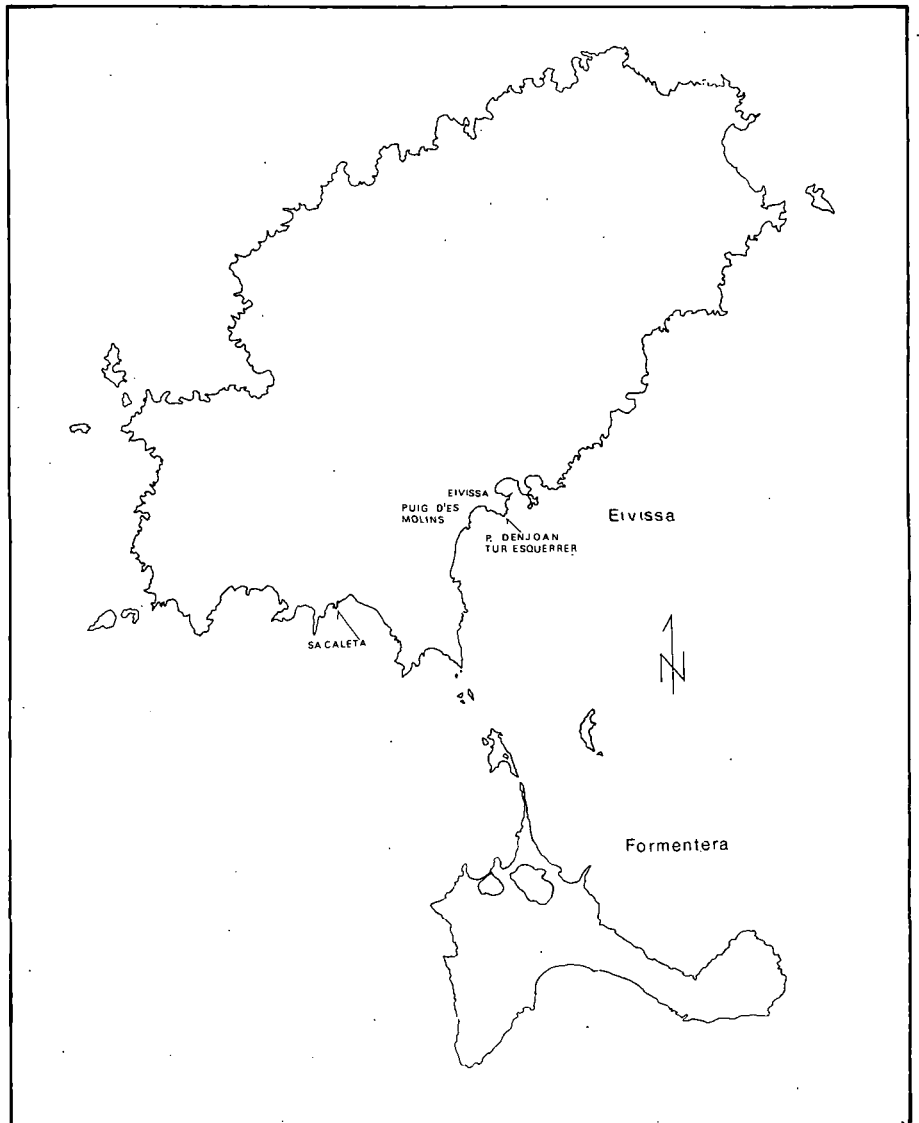 EIVISSA
PUIG D'ES
MOLINS
P. DENJOAN
TUR ESQUERRER
Eivissa
SA CALETA
N
Formentera